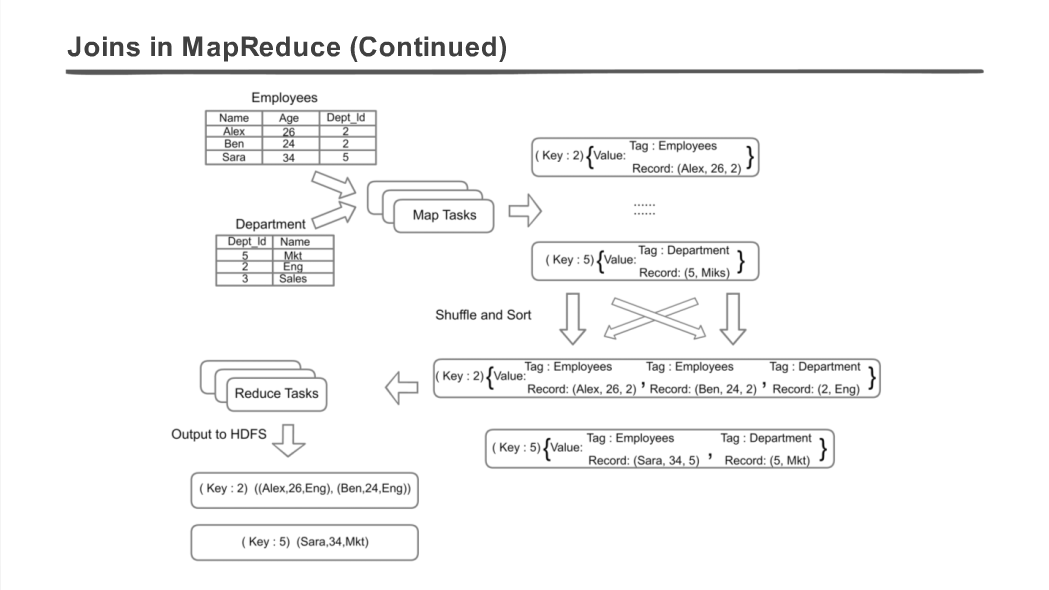 Joins in MapReduce (Continued)
Employees
Name Age Dept_Id
Alex 26 2
Ben 24 2
Sara 34 5
Department
Dept_Id Name
5 Mkt
2 Eng
3 Sales
Map Tasks
( Key : 2) {Value: Tag : Employees
Record: (Alex, 26, 2) }
......
......
( Key : 5) {Value: Tag : Department
Record: (5, Miks) }
Shuffle and Sort
( Key : 2) {Value: Tag : Employees Tag : Employees Tag : Department
Record: (Alex, 26, 2) , Record: (Ben, 24, 2) , Record: (2, Eng) }
( Key : 5) {Value: Tag : Employees Tag : Department
Record: (Sara, 34, 5) , Record: (5, Mkt) }
Reduce Tasks
Output to HDFS
( Key : 2) ((Alex,26,Eng), (Ben,24,Eng))
( Key : 5) (Sara,34,Mkt)